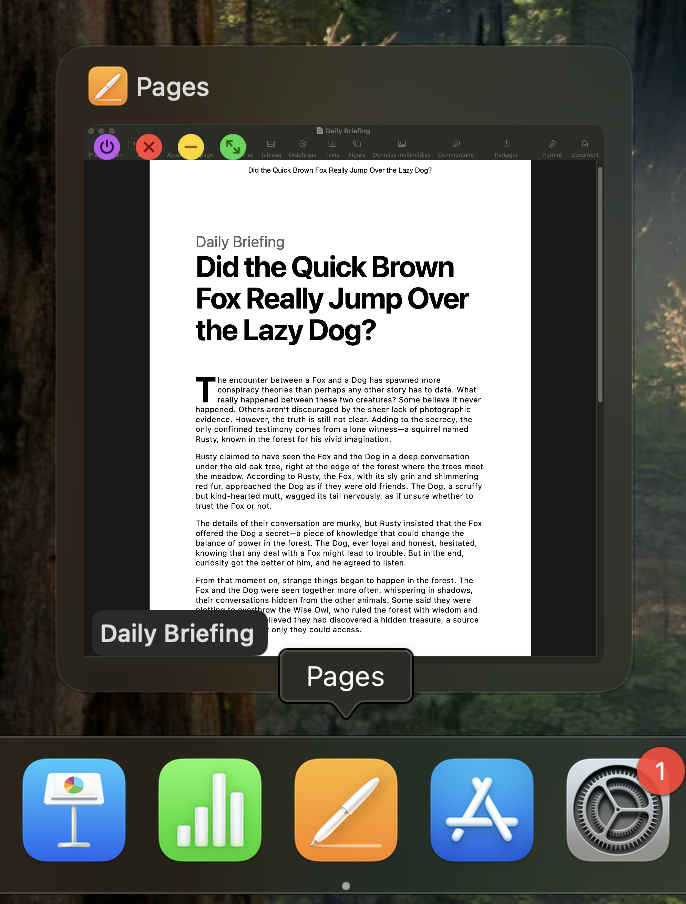 Pages
Daily Briefing
Tableau Graphique Texte Figure Données multimédias Commentaire Partager Format Document
Did the Quick Brown Fox Really Jump Over the Lazy Dog?
Daily Briefing
Did the Quick Brown
Fox Really Jump Over
the Lazy Dog?
The encounter between a Fox and a Dog has spawned more
conspiracy theories than perhaps any other story has to date. What
really happened between these two creatures? Some believe it never
happened. Others aren't discouraged by the sheer lack of photographic
evidence. However, the truth is still not clear. Adding to the secrecy, the
only confirmed testimony comes from a lone witness—a squirrel named
Rusty, known in the forest for his vivid imagination.
Rusty claimed to have seen the Fox and the Dog in a deep conversation
under the old oak tree, right at the edge of the forest where the trees meet
the meadow. According to Rusty, the Fox, with its sly grin and shimmering
red fur, approached the Dog as if they were old friends. The Dog, a scruffy
but kind-hearted mutt, wagged its tail nervously, as if unsure whether to
trust the Fox or not.
The details of their conversation are murky, but Rusty insisted that the Fox
offered the Dog a secret—a piece of knowledge that could change the
balance of power in the forest. The Dog, ever loyal and honest, hesitated,
knowing that any deal with a Fox might lead to trouble. But in the end,
curiosity got the better of him, and he agreed to listen.
From that moment on, strange things began to happen in the forest. The
Fox and the Dog were seen together more often, whispering in shadows,
their conversations hidden from the other animals. Some said they were
plotting to overthrow the Wise Owl, who ruled the forest with wisdom and
they had discovered a hidden treasure, a source
only they could access.
Daily Briefing
Pages
1